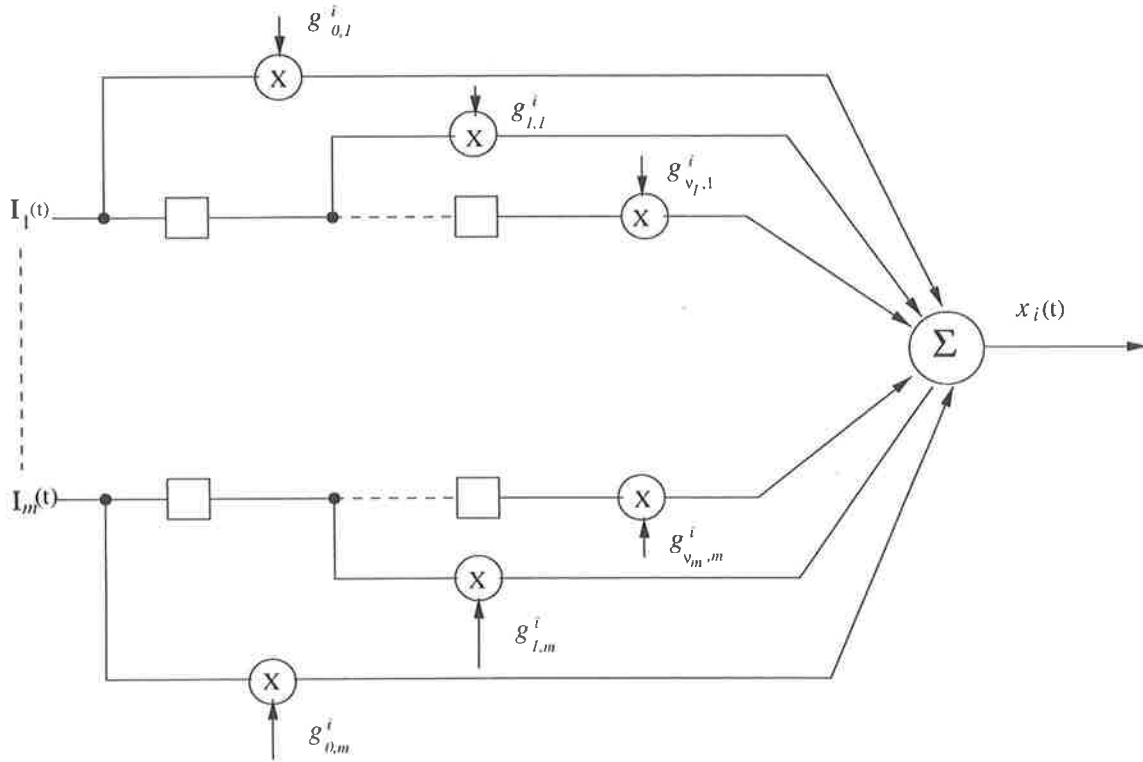 g^i_{0,1}
X
g^i_{1,1}
X
g^i_{ν_1,1}
I_1(t)
X
x_i(t)
Σ
I_m(t)
X
g^i_{ν_m,m}
X
g^i_{1,m}
X
g^i_{0,m}